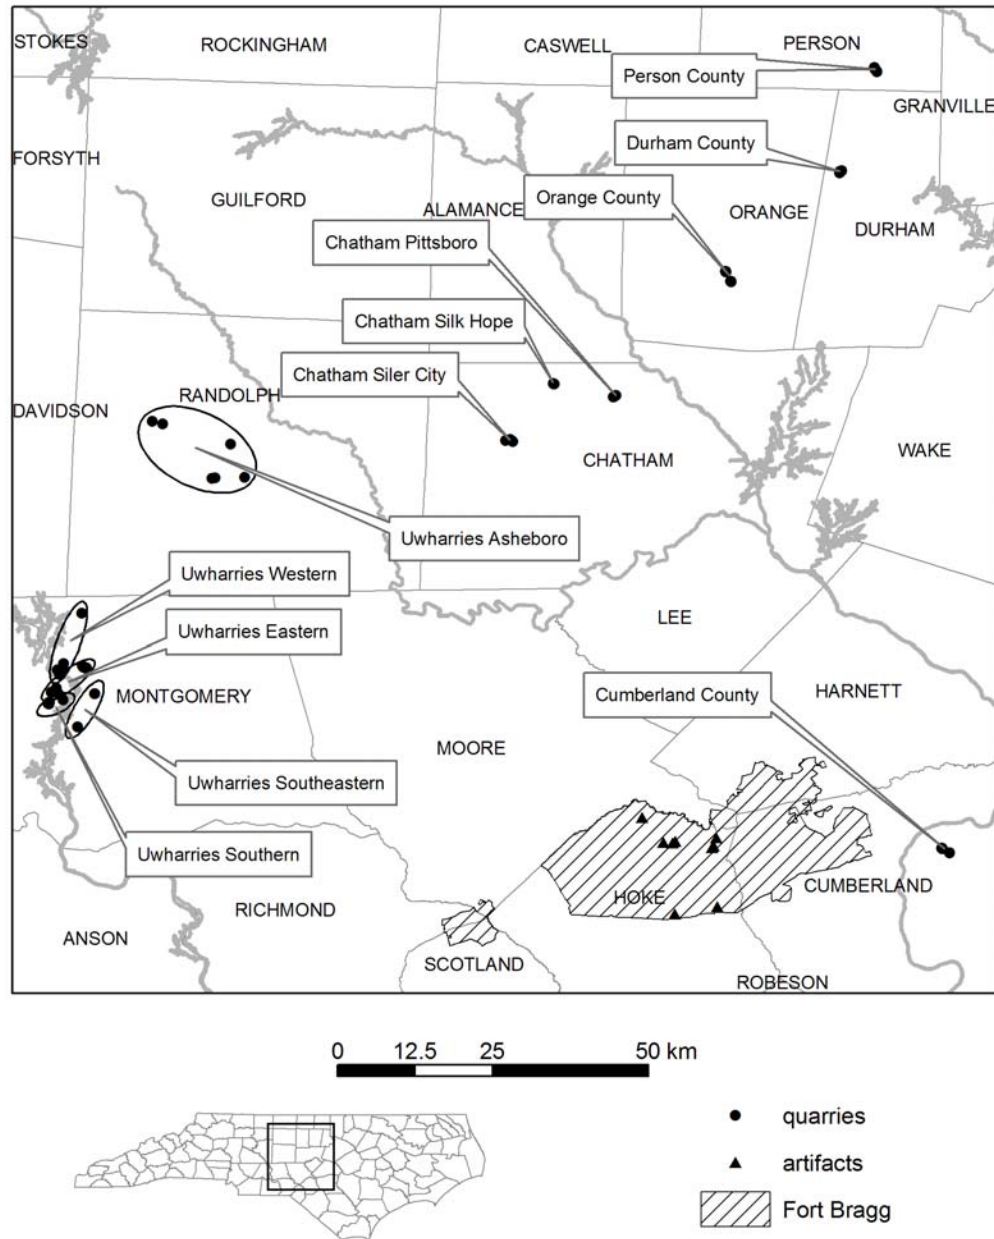 STOKES
ROCKINGHAM
CASWELL
PERSON
Person County
GRANVILLE
Durham County
FORSYTH
GUILFORD
ALAMANCE
Orange County
ORANGE
DURHAM
Chatham Pittsboro
Chatham Silk Hope
Chatham Siler City
RANDOLPH
DAVIDSON
CHATHAM
WAKE
Uwharries Asheboro
Uwharries Western
Uwharries Eastern
LEE
MONTGOMERY
Cumberland County
HARNETT
MOORE
Uwharries Southeastern
Uwharries Southern
CUMBERLAND
HOKE
RICHMOND
ANSON
SCOTLAND
ROBESON
0 12.5 25 50 km
quarries
artifacts
Fort Bragg